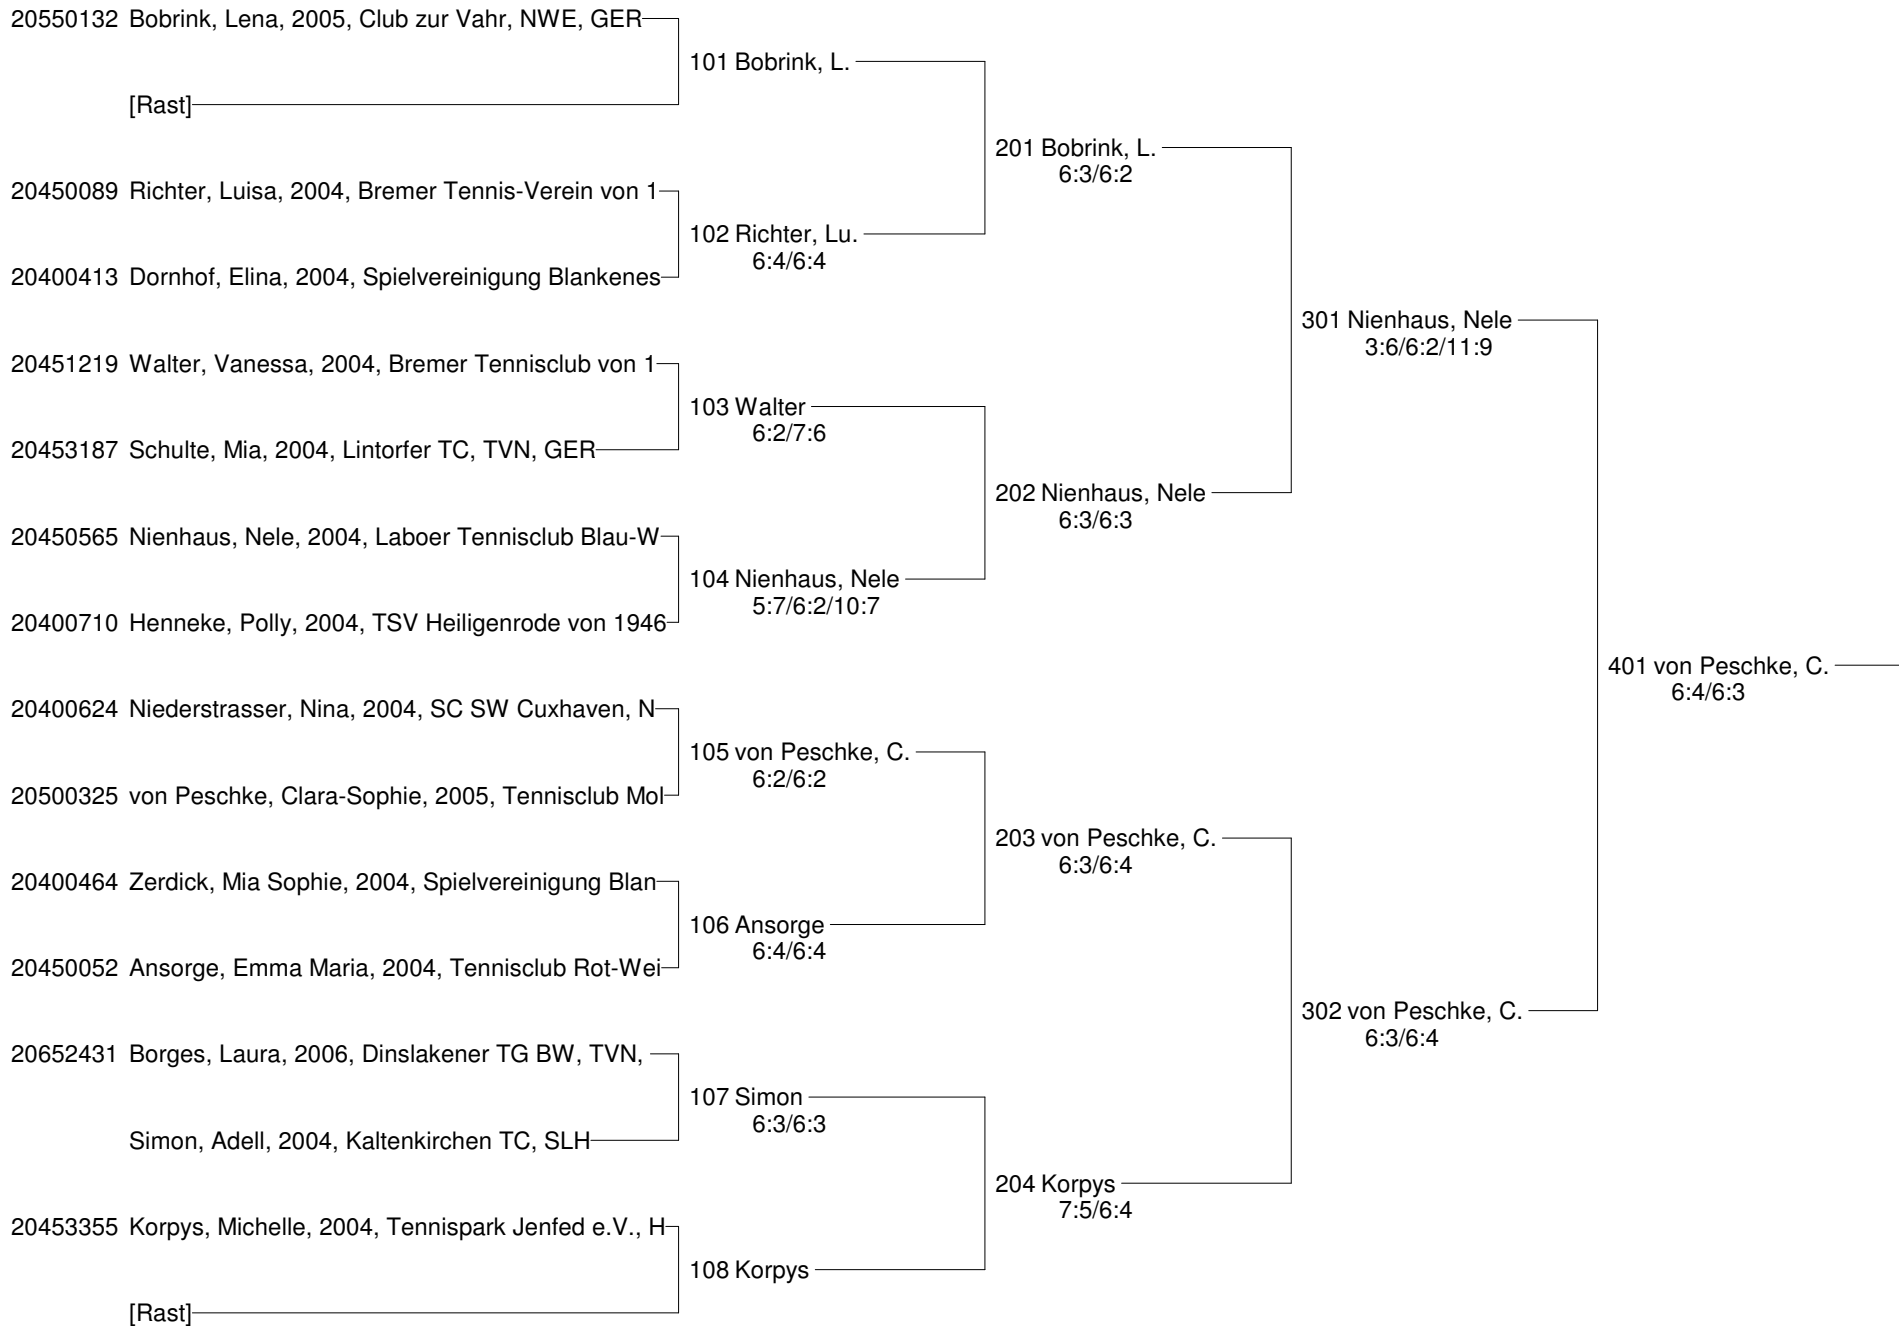 20550132 Bobrink, Lena, 2005, Club zur Vahr, NWE, GER
101 Bobrink, L.
[Rast]
201 Bobrink, L.
6:3/6:2
20450089 Richter, Luisa, 2004, Bremer Tennis-Verein von 1
102 Richter, Lu.
6:4/6:4
20400413 Dornhof, Elina, 2004, Spielvereinigung Blankenes
301 Nienhaus, Nele
3:6/6:2/11:9
20451219 Walter, Vanessa, 2004, Bremer Tennisclub von 1
103 Walter
6:2/7:6
20453187 Schulte, Mia, 2004, Lintorfer TC, TVN, GER
202 Nienhaus, Nele
6:3/6:3
20450565 Nienhaus, Nele, 2004, Laboer Tennisclub Blau-W
104 Nienhaus, Nele
5:7/6:2/10:7
20400710 Henneke, Polly, 2004, TSV Heiligenrode von 1946
401 von Peschke, C.
6:4/6:3
20400624 Niederstrasser, Nina, 2004, SC SW Cuxhaven, N
105 von Peschke, C.
6:2/6:2
20500325 von Peschke, Clara-Sophie, 2005, Tennisclub Mol
203 von Peschke, C.
6:3/6:4
20400464 Zerdick, Mia Sophie, 2004, Spielvereinigung Blan
106 Ansorge
6:4/6:4
20450052 Ansorge, Emma Maria, 2004, Tennisclub Rot-Wei
302 von Peschke, C.
6:3/6:4
20652431 Borges, Laura, 2006, Dinslakener TG BW, TVN,
107 Simon
6:3/6:3
Simon, Adell, 2004, Kaltenkirchen TC, SLH
204 Korpys
7:5/6:4
20453355 Korpys, Michelle, 2004, Tennispark Jenfed e.V., H
108 Korpys
[Rast]